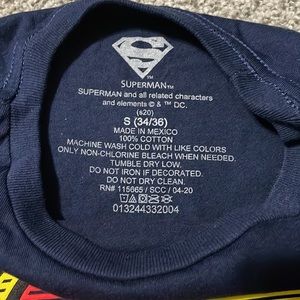 S
SUPERMAN™
SUPERMAN and all related characters
and elements © & ™ DC.
(s20)
S (34/36)
MADE IN MEXICO
100% COTTON
MACHINE WASH COLD WITH LIKE COLORS
ONLY NON-CHLORINE BLEACH WHEN NEEDED.
TUMBLE DRY LOW.
DO NOT IRON IF DECORATED.
DO NOT DRY CLEAN.
RN# 115665 / SCC / 04-20
013244332004